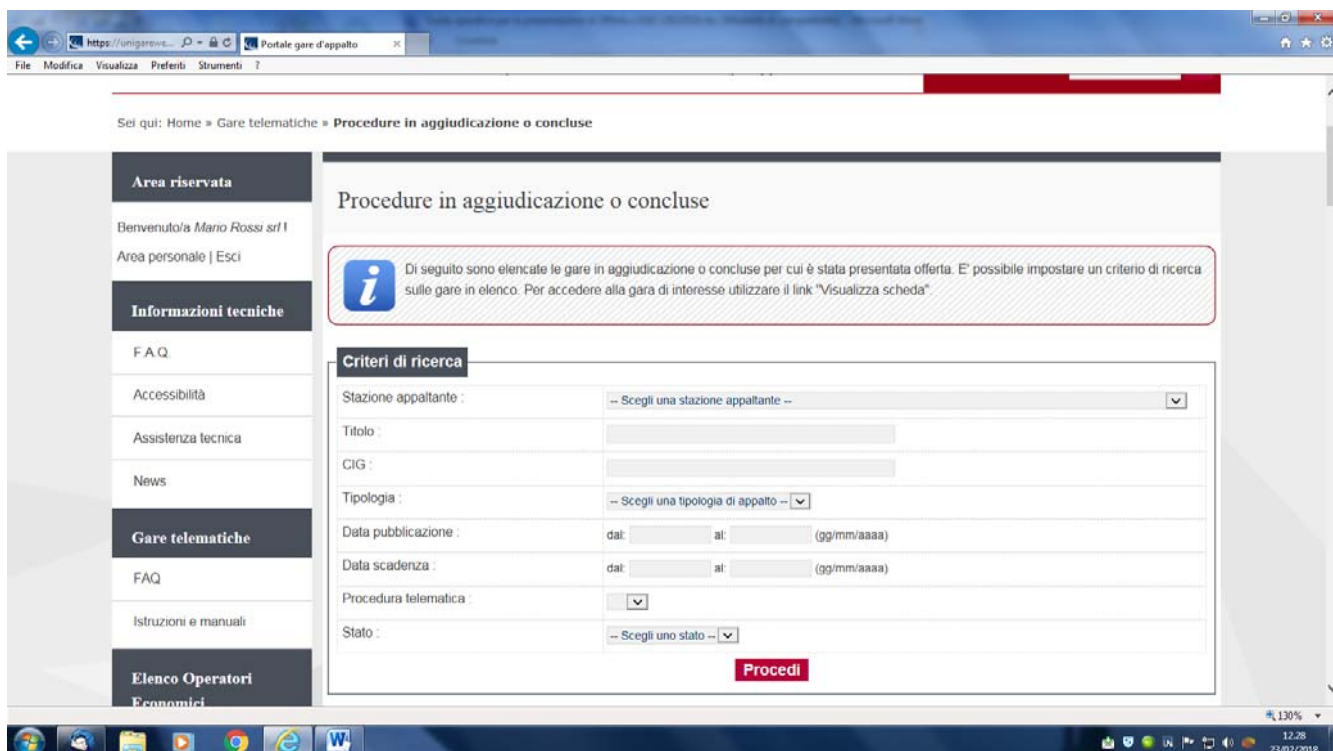 https://unigarewe...
Portale gare d'appalto
File Modifica Visualizza Preferiti Strumenti ?
Sei qui: Home » Gare telematiche » Procedure in aggiudicazione o concluse
Area riservata
Benvenuto/a Mario Rossi srl !
Area personale | Esci
Informazioni tecniche
F.A.Q.
Accessibilità
Assistenza tecnica
News
Gare telematiche
FAQ
Istruzioni e manuali
Elenco Operatori
Economici
Procedure in aggiudicazione o concluse
Di seguito sono elencate le gare in aggiudicazione o concluse per cui è stata presentata offerta. E' possibile impostare un criterio di ricerca
sulle gare in elenco. Per accedere alla gara di interesse utilizzare il link "Visualizza scheda".
Criteri di ricerca
Stazione appaltante : -- Scegli una stazione appaltante --
Titolo :
CIG :
Tipologia : -- Scegli una tipologia di appalto --
Data pubblicazione : dal: al: (gg/mm/aaaa)
Data scadenza : dal: al: (gg/mm/aaaa)
Procedura telematica :
Stato : -- Scegli uno stato --
Procedi
130%
12.28
23/02/2018